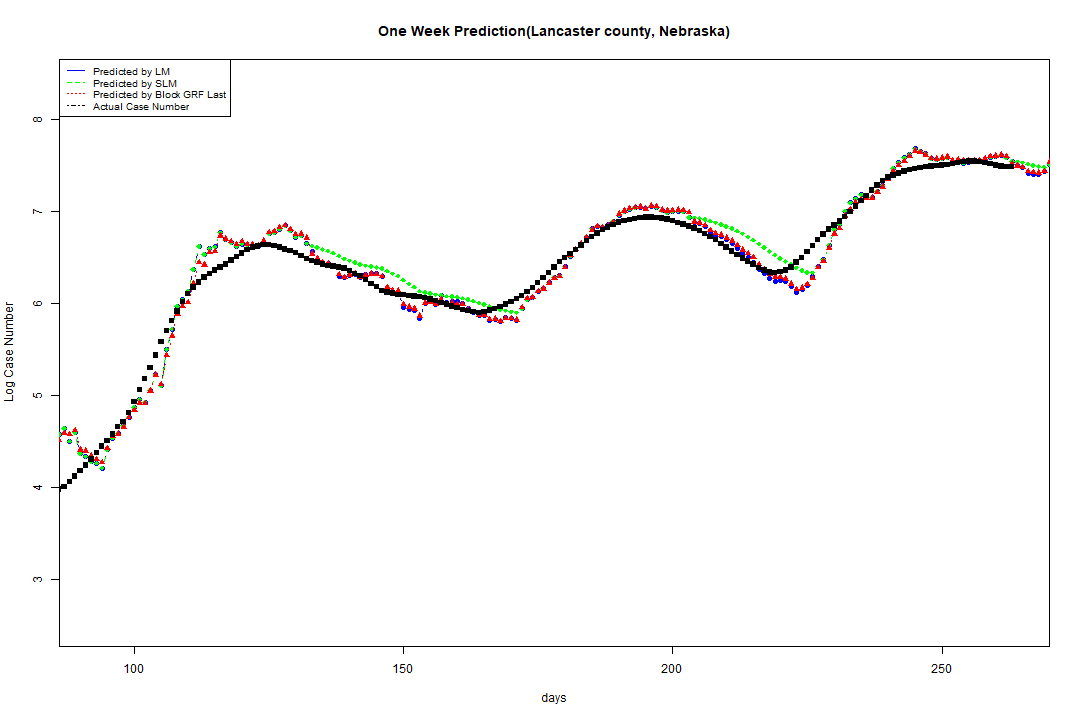 One Week Prediction(Lancaster county, Nebraska)
Predicted by LM
Predicted by SLM
Predicted by Block GRF Last
Actual Case Number
8
7
6
5
4
3
Log Case Number
100 150 200 250
days